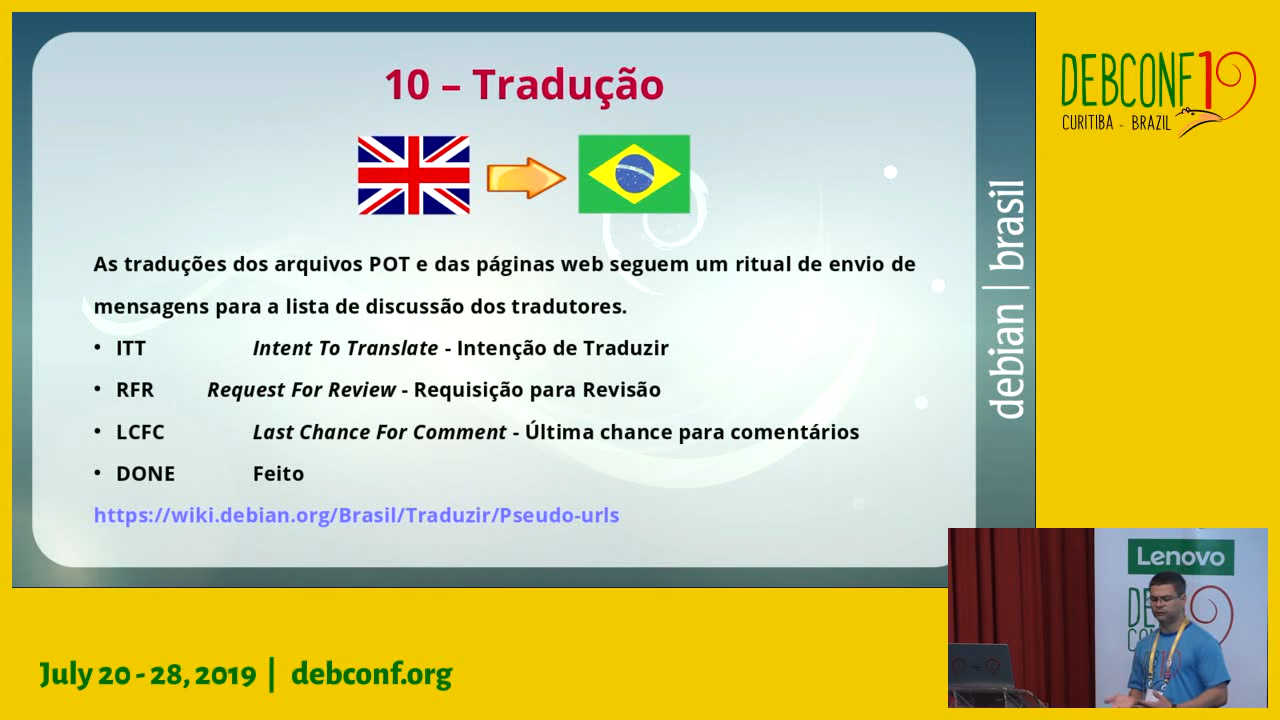 10 – Tradução
As traduções dos arquivos POT e das páginas web seguem um ritual de envio de
mensagens para a lista de discussão dos tradutores.
• ITT Intent To Translate - Intenção de Traduzir
• RFR Request For Review - Requisição para Revisão
• LCFC Last Chance For Comment - Última chance para comentários
• DONE Feito
https://wiki.debian.org/Brasil/Traduzir/Pseudo-urls
debian | brasil
DEBCONF19
CURITIBA - BRAZIL
Lenovo
July 20 - 28, 2019 | debconf.org